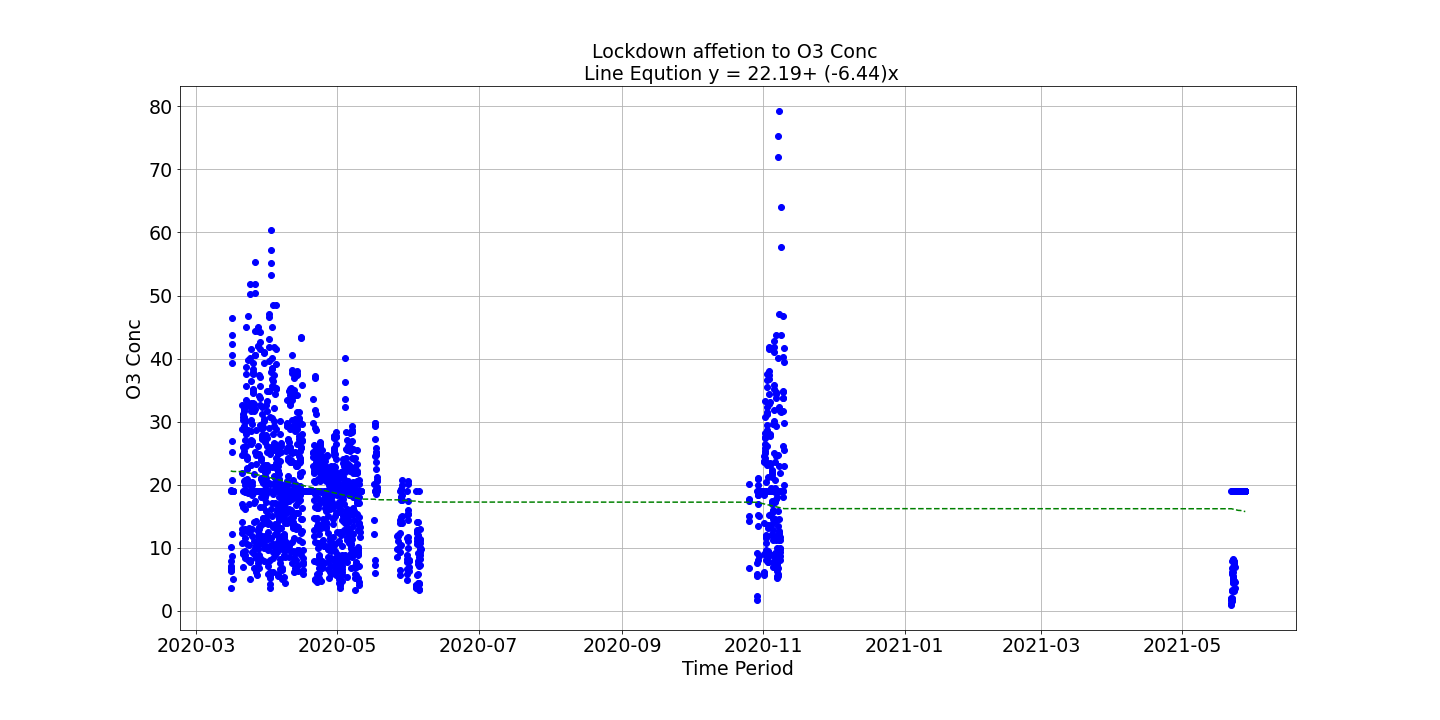 Lockdown affetion to O3 Conc
Line Eqution y = 22.19+ (-6.44)x
80
70
60
50
40
30
20
10
0
O3 Conc
2020-03 2020-05 2020-07 2020-09 2020-11 2021-01 2021-03 2021-05
Time Period